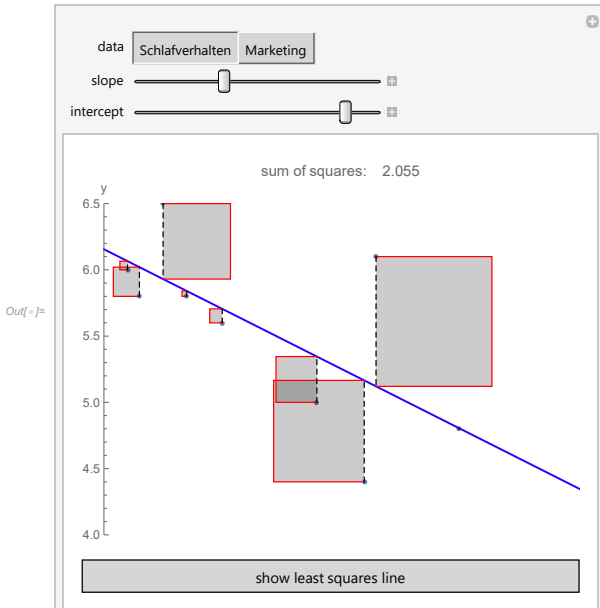 data Schlafverhalten Marketing
slope
intercept
sum of squares: 2.055
y
6.5
6.0
5.5
Out[∘]=
5.0
4.5
4.0
show least squares line